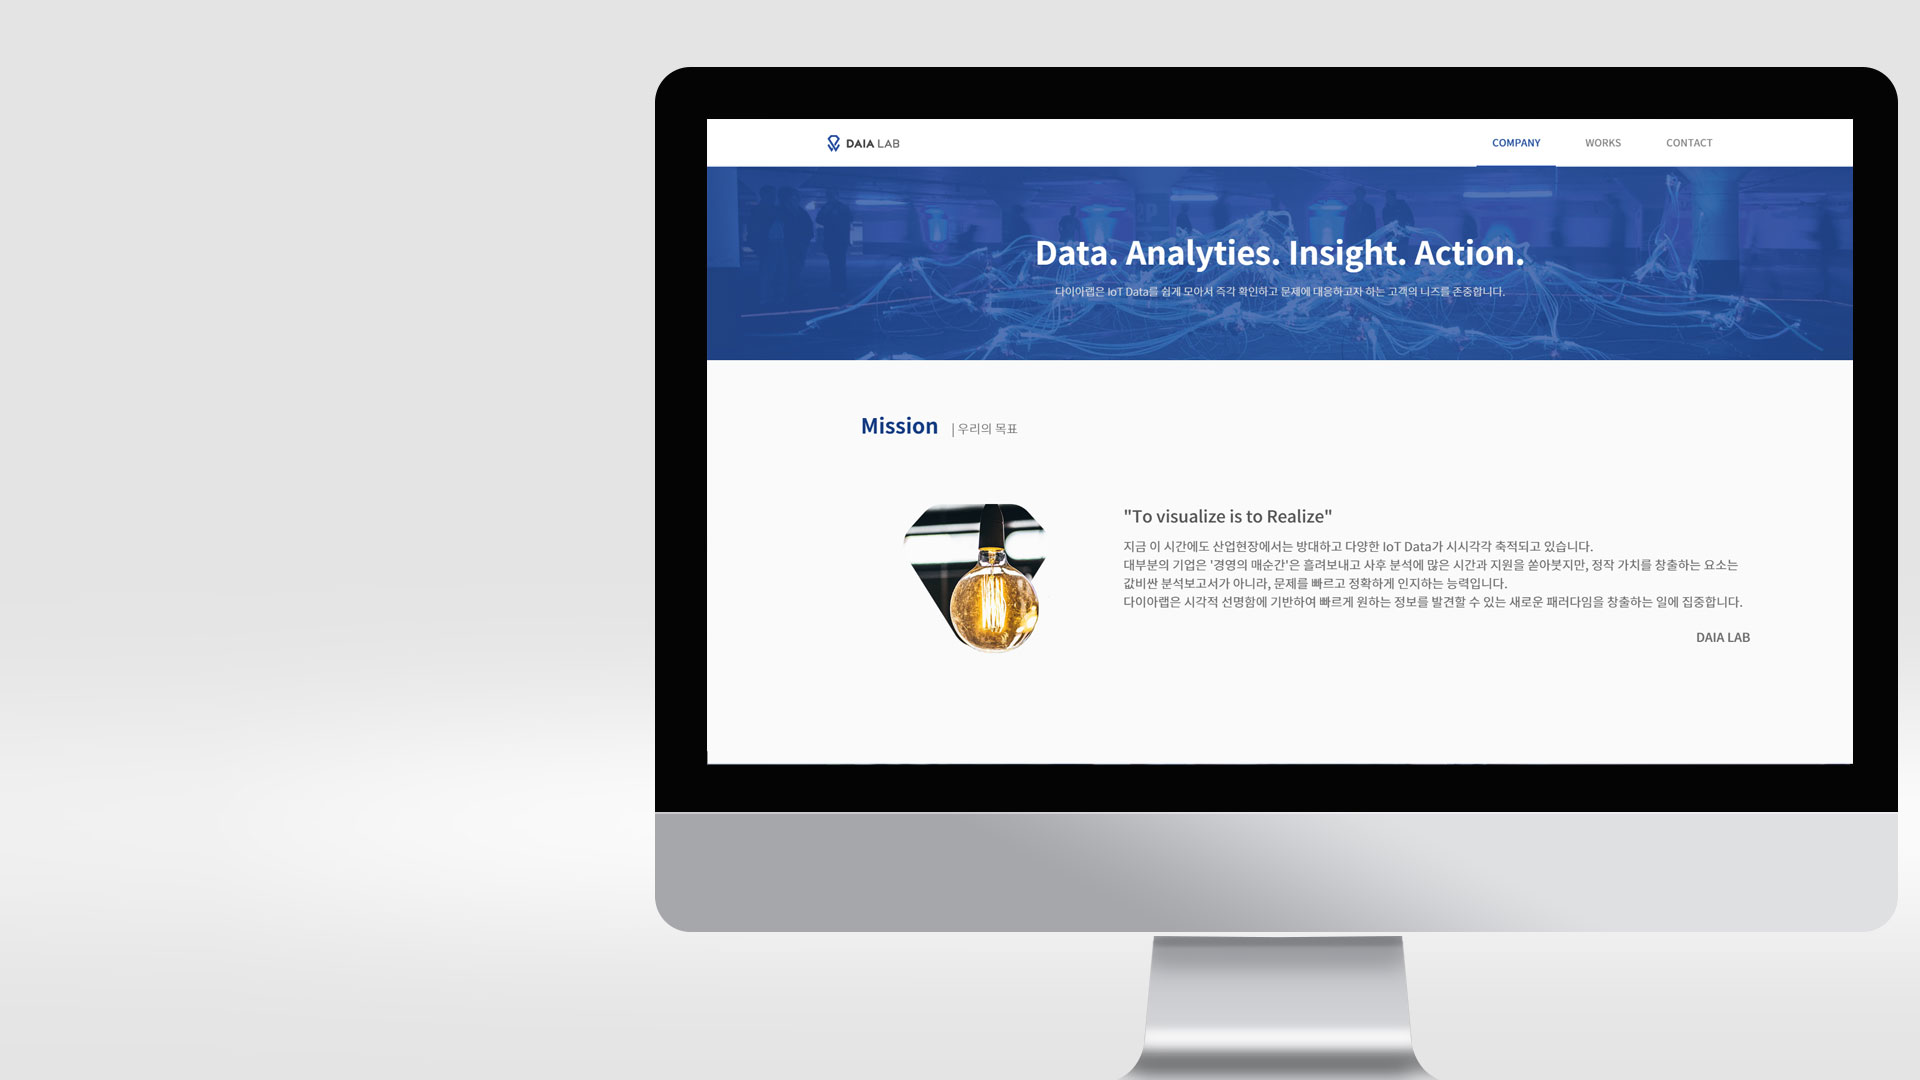 DAIA LAB
COMPANY WORKS CONTACT
Data. Analyties. Insight. Action.
다이아랩은 IoT Data를 쉽게 모아서 즉각 확인하고 문제에 대응하고자 하는 고객의 니즈를 존중합니다.
Mission | 우리의 목표
"To visualize is to Realize"
지금 이 시간에도 산업현장에서는 방대하고 다양한 IoT Data가 시시각각 축적되고 있습니다.
대부분의 기업은 '경영의 매순간'은 흘려보내고 사후 분석에 많은 시간과 지원을 쏟아붓지만, 정작 가치를 창출하는 요소는
값비싼 분석보고서가 아니라, 문제를 빠르고 정확하게 인지하는 능력입니다.
다이아랩은 시각적 선명함에 기반하여 빠르게 원하는 정보를 발견할 수 있는 새로운 패러다임을 창출하는 일에 집중합니다.
DAIA LAB